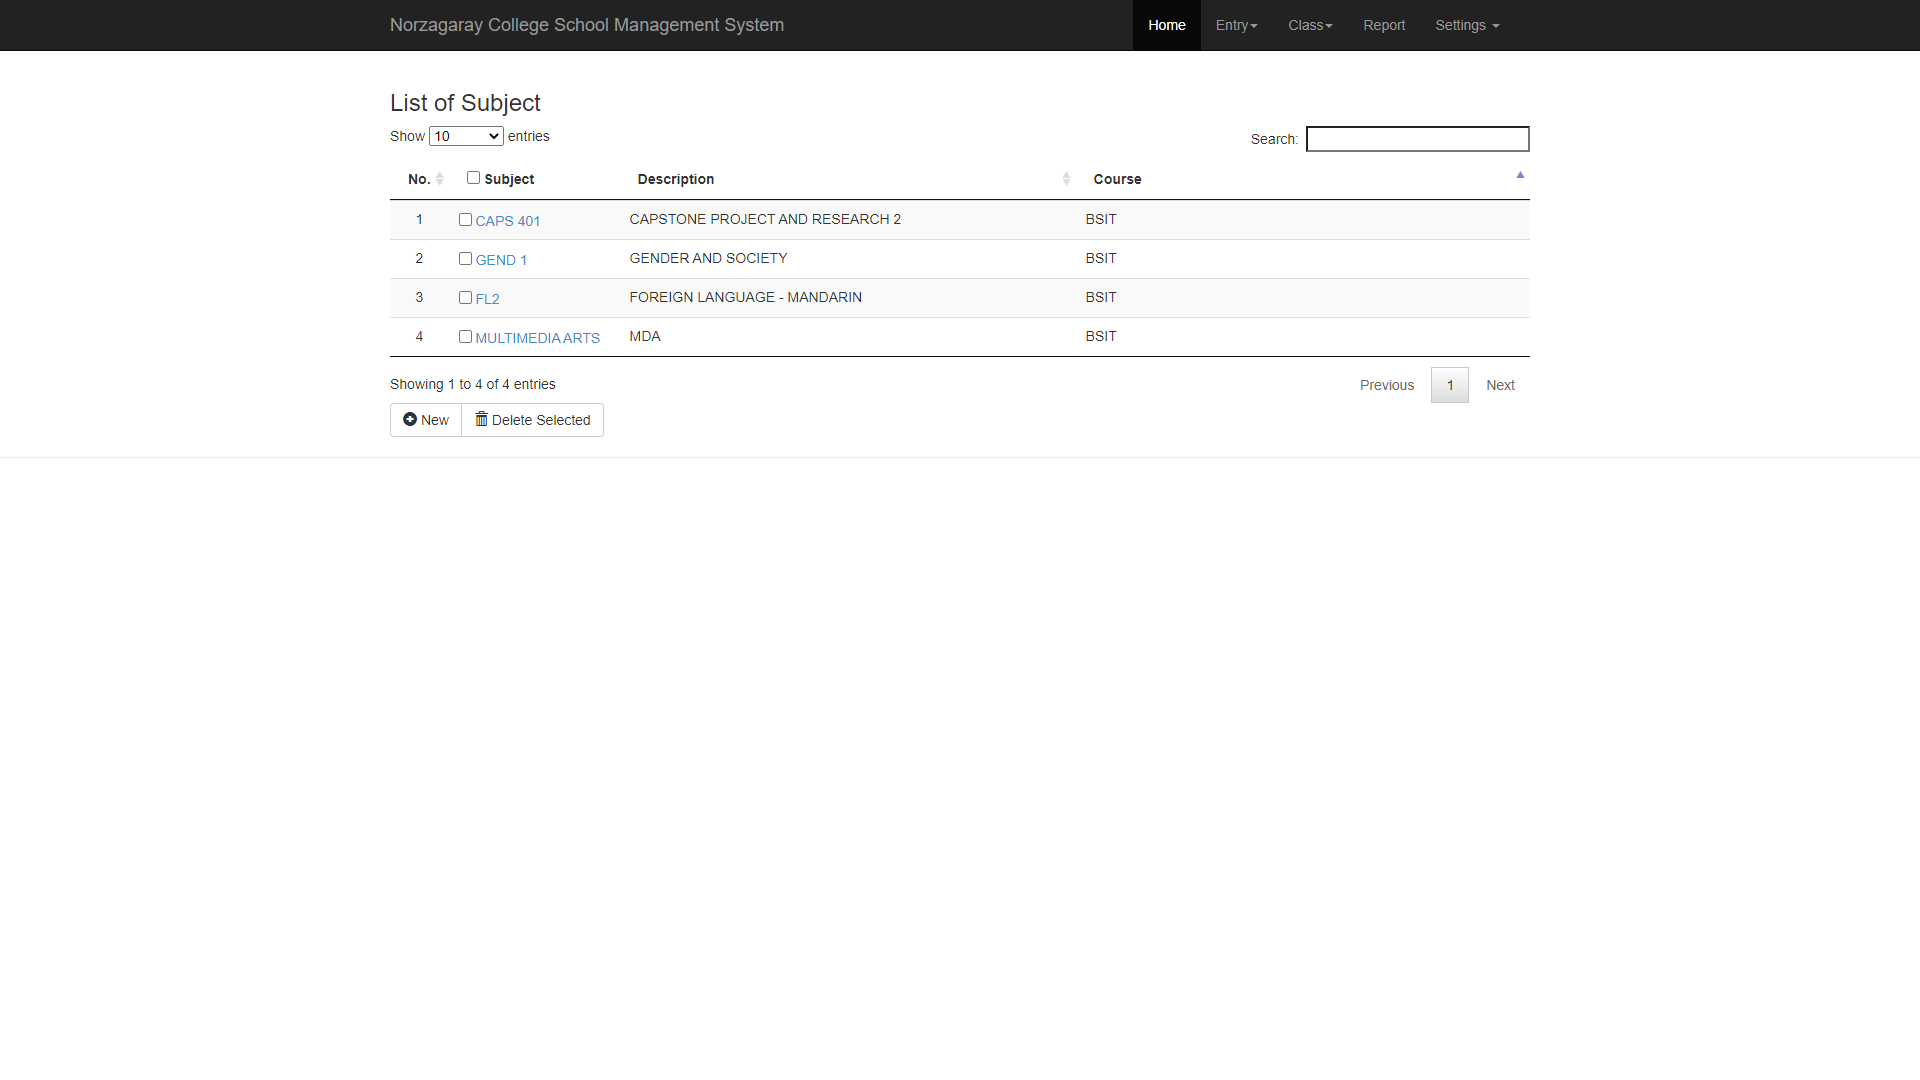 Norzagaray College School Management System Home Entry Class Report Settings
List of Subject
Show 10 entries Search:
No. Subject Description Course
1 CAPS 401 CAPSTONE PROJECT AND RESEARCH 2 BSIT
2 GEND 1 GENDER AND SOCIETY BSIT
3 FL2 FOREIGN LANGUAGE - MANDARIN BSIT
4 MULTIMEDIA ARTS MDA BSIT
Showing 1 to 4 of 4 entries Previous 1 Next
New Delete Selected